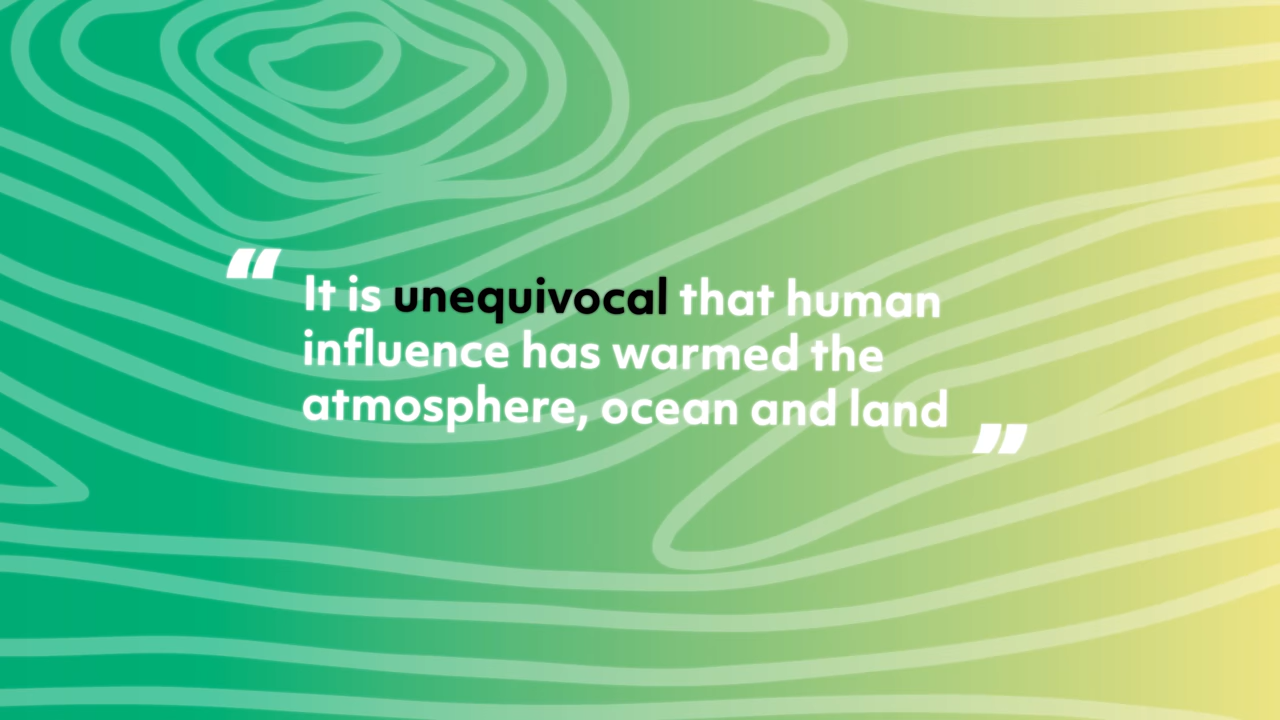 “It is unequivocal that human
influence has warmed the
atmosphere, ocean and land”